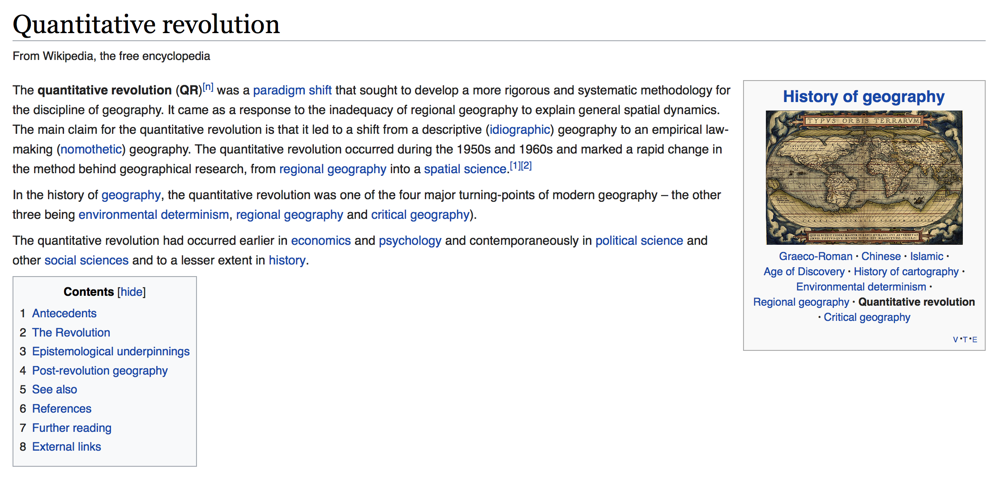 Quantitative revolution
From Wikipedia, the free encyclopedia
The quantitative revolution (QR)[n] was a paradigm shift that sought to develop a more rigorous and systematic methodology for
the discipline of geography. It came as a response to the inadequacy of regional geography to explain general spatial dynamics.
The main claim for the quantitative revolution is that it led to a shift from a descriptive (idiographic) geography to an empirical law-
making (nomothetic) geography. The quantitative revolution occurred during the 1950s and 1960s and marked a rapid change in
the method behind geographical research, from regional geography into a spatial science.[1][2]
In the history of geography, the quantitative revolution was one of the four major turning-points of modern geography – the other
three being environmental determinism, regional geography and critical geography).
The quantitative revolution had occurred earlier in economics and psychology and contemporaneously in political science and
other social sciences and to a lesser extent in history.
Contents [hide]
1 Antecedents
2 The Revolution
3 Epistemological underpinnings
4 Post-revolution geography
5 See also
6 References
7 Further reading
8 External links
History of geography
TYPVS ORBIS TERRARVM
QVID EI POTEST VIDERI MAGNVM IN REBVS HVMANIS, CVI AETERNITAS
OMNIS, TOTIVSQVE MVNDI NOTA SIT MAGNITVDO. CICERO:
Graeco-Roman · Chinese · Islamic ·
Age of Discovery · History of cartography ·
Environmental determinism ·
Regional geography · Quantitative revolution
· Critical geography
V·T·E